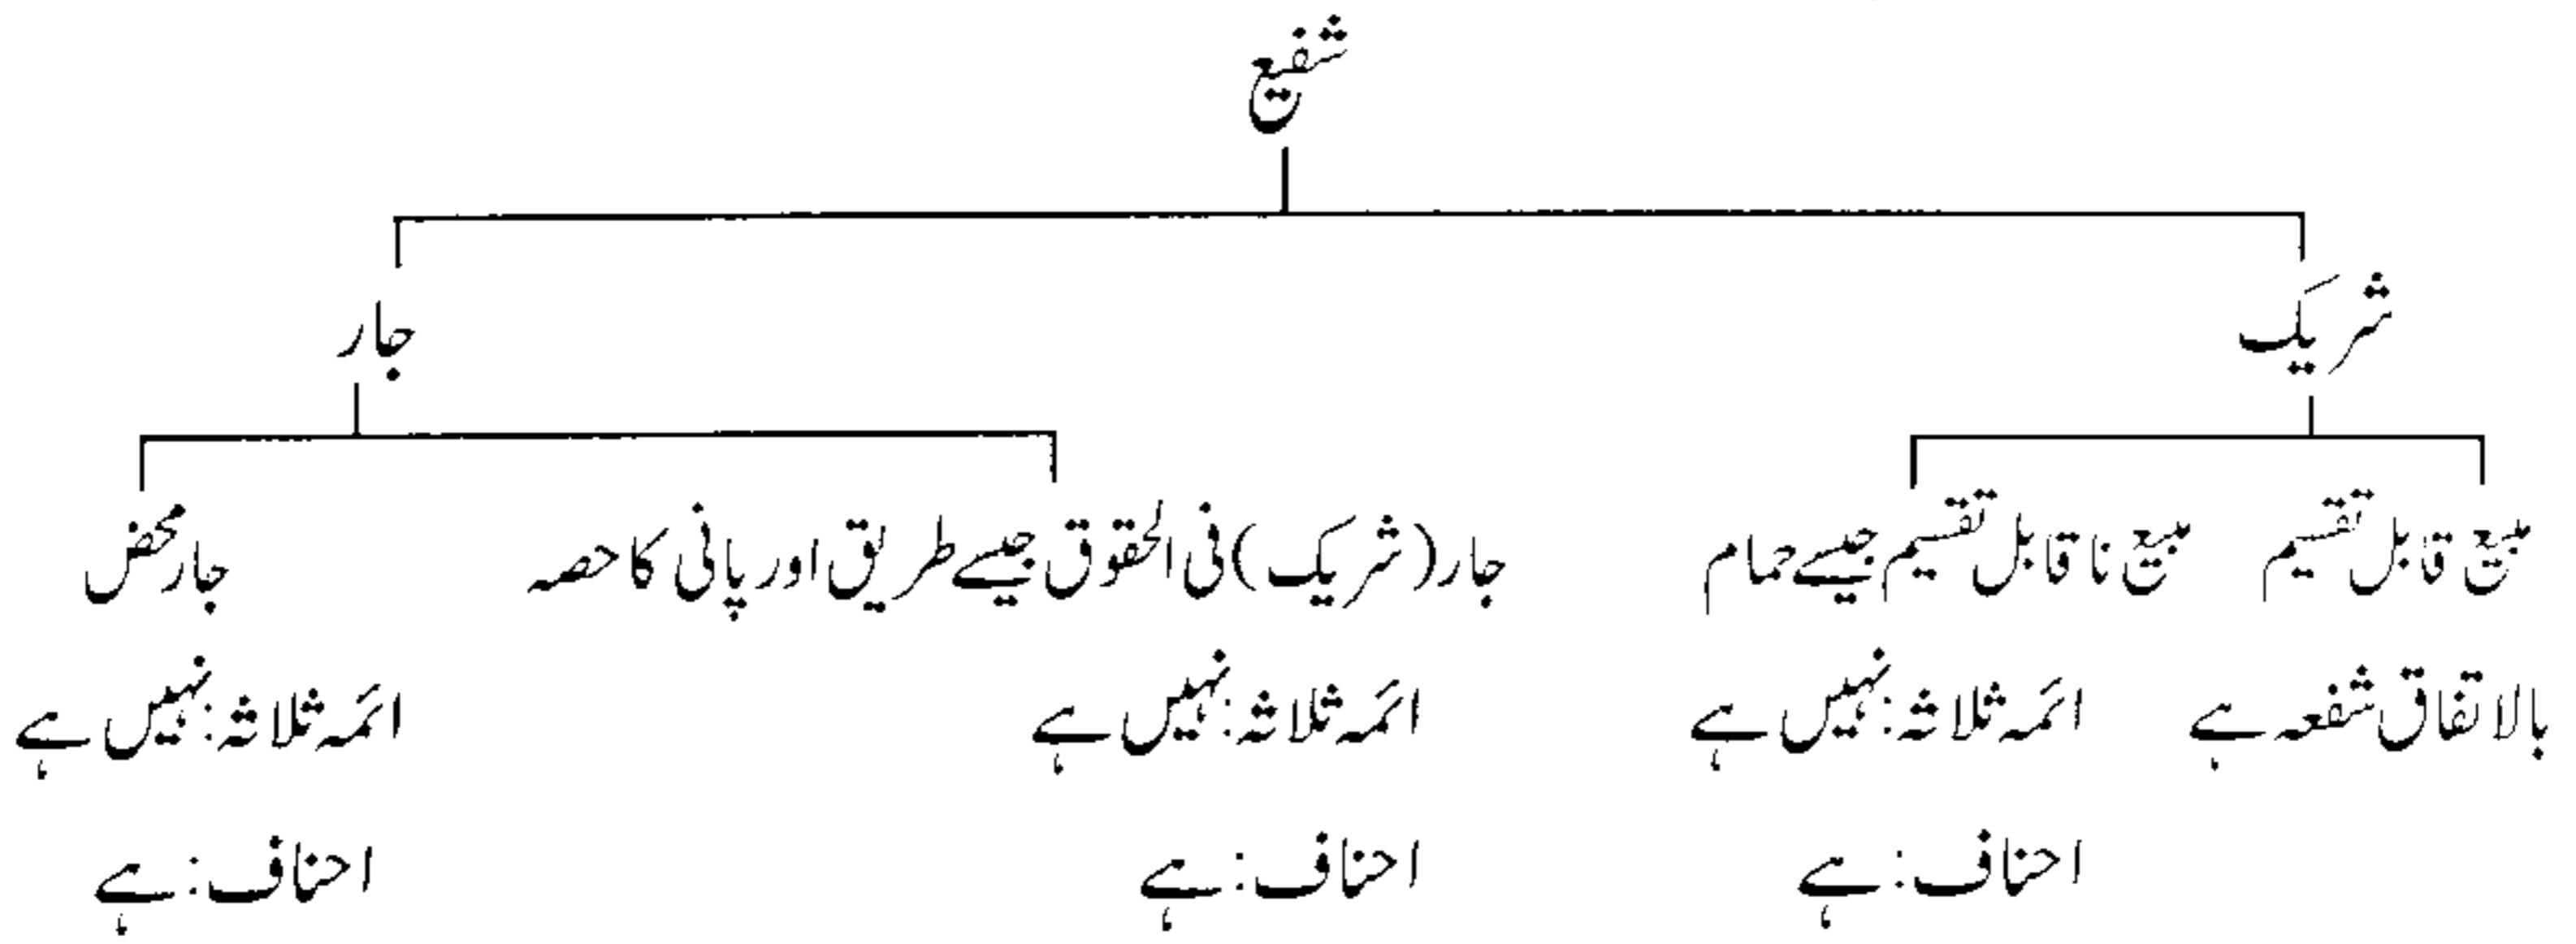 شفیع
شریک
جار
مبیع قابل تقسیم
مبیع ناقابل تقسیم جیسے حمام
جار (شریک) فی الحقوق جیسے طریق اور پانی کا حصہ
جار محض
بالاتفاق شفعہ ہے
ائمہ ثلاثہ: نہیں ہے
ائمہ ثلاثہ: نہیں ہے
ائمہ ثلاثہ: نہیں ہے
احناف: ہے
احناف: ہے
احناف: ہے